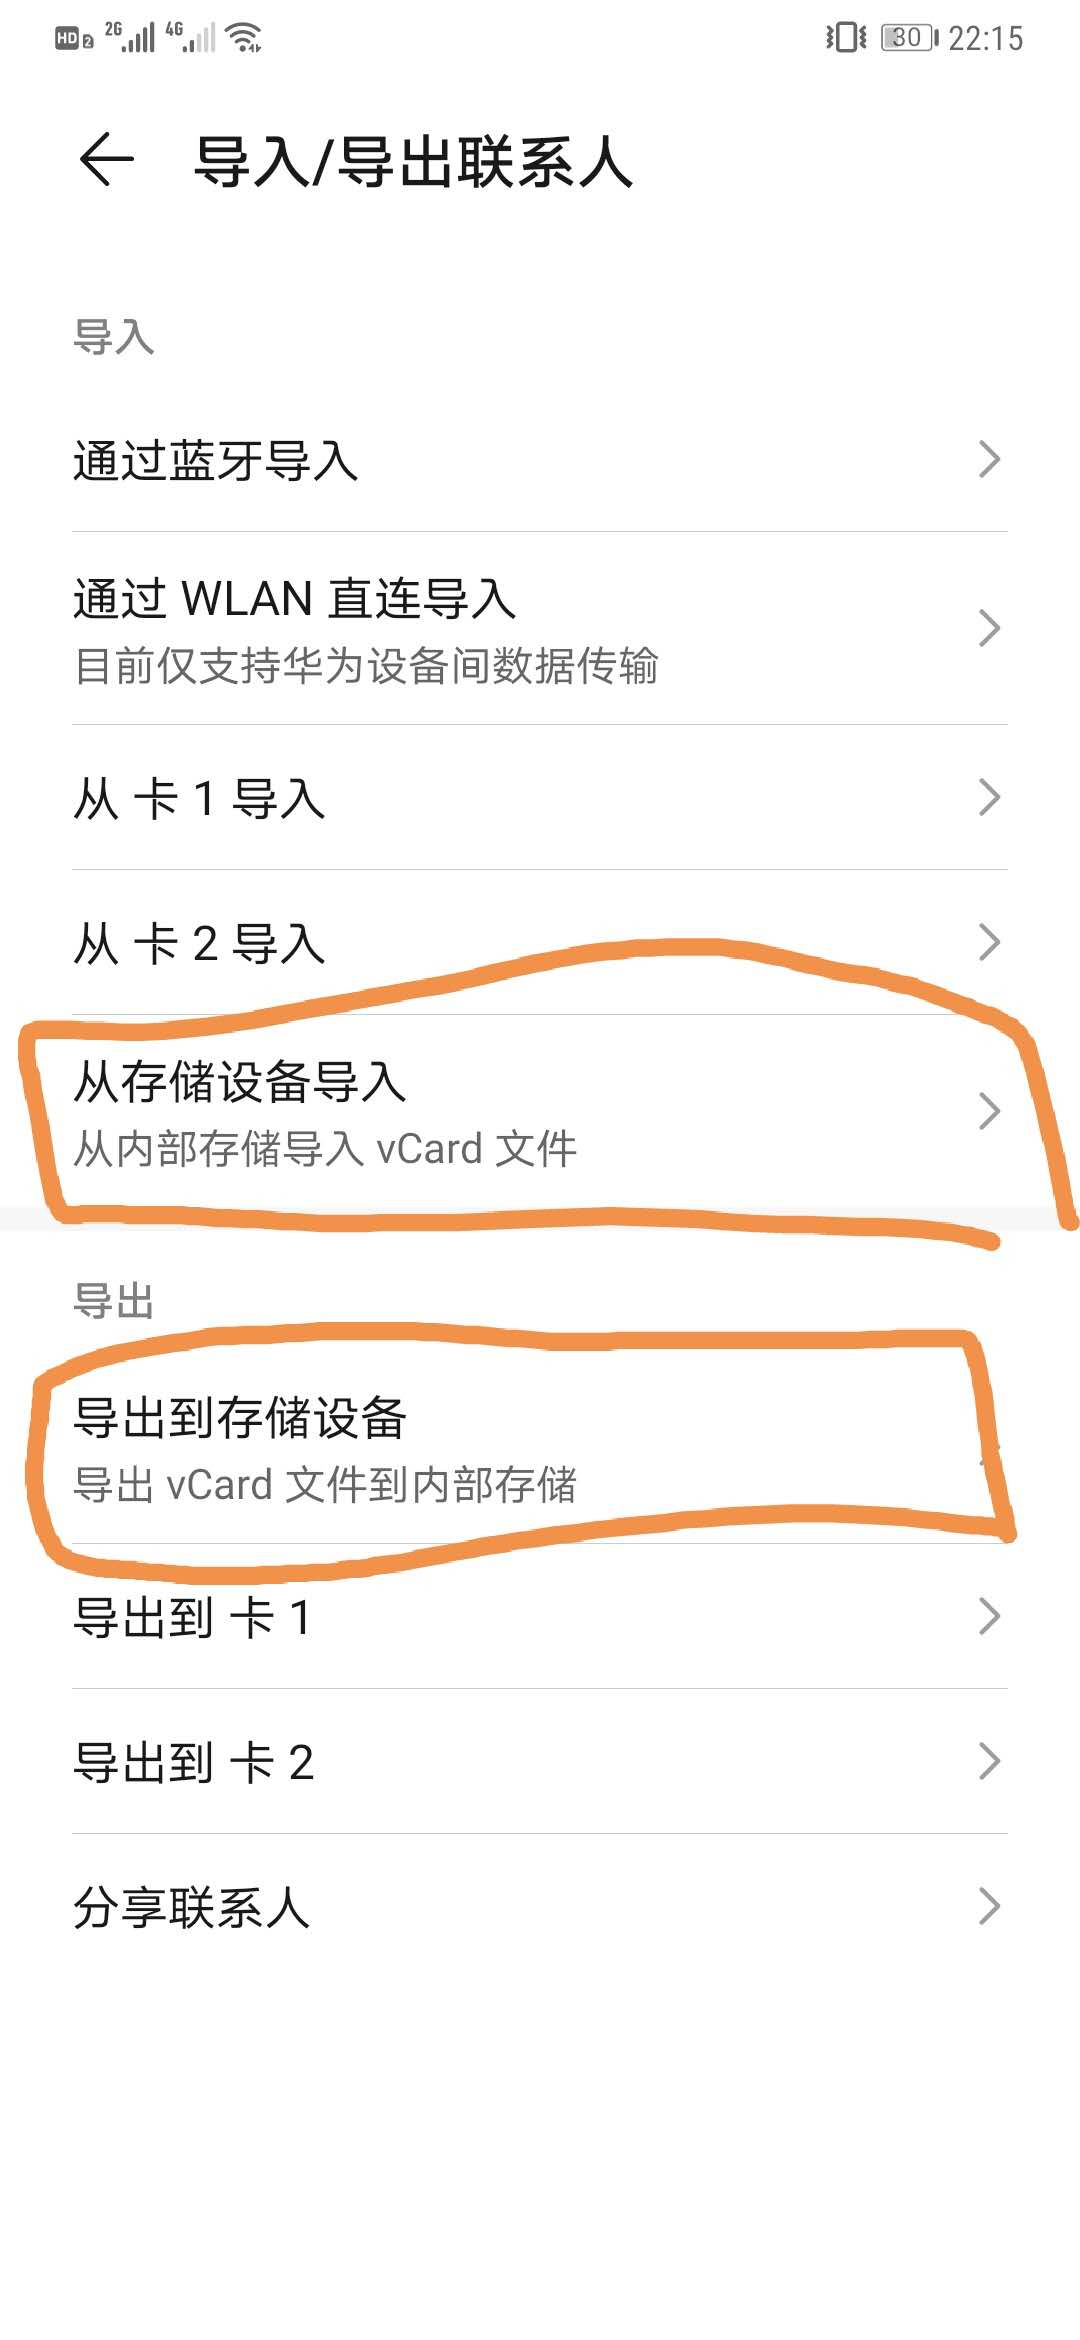 HD 2 2G 4G 30 22:15
导入/导出联系人
导入
通过蓝牙导入
通过 WLAN 直连导入
目前仅支持华为设备间数据传输
从 卡 1 导入
从 卡 2 导入
从存储设备导入
从内部存储导入 vCard 文件
导出
导出到存储设备
导出 vCard 文件到内部存储
导出到 卡 1
导出到 卡 2
分享联系人